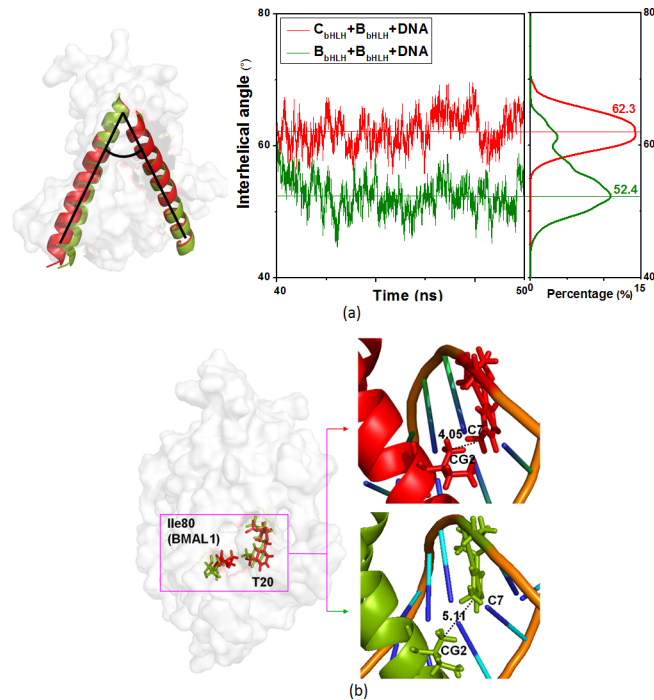 (a)
80
60
40
Interhelical angle (°)
C_bHLH+B_bHLH+DNA
B_bHLH+B_bHLH+DNA
40
50
Time (ns)
62.3
52.4
80
60
40
0
15
Percentage (%)
(a)
Ile80
(BMAL1)
T20
4.05
C7
CG2
5.11
C7
CG2
(b)